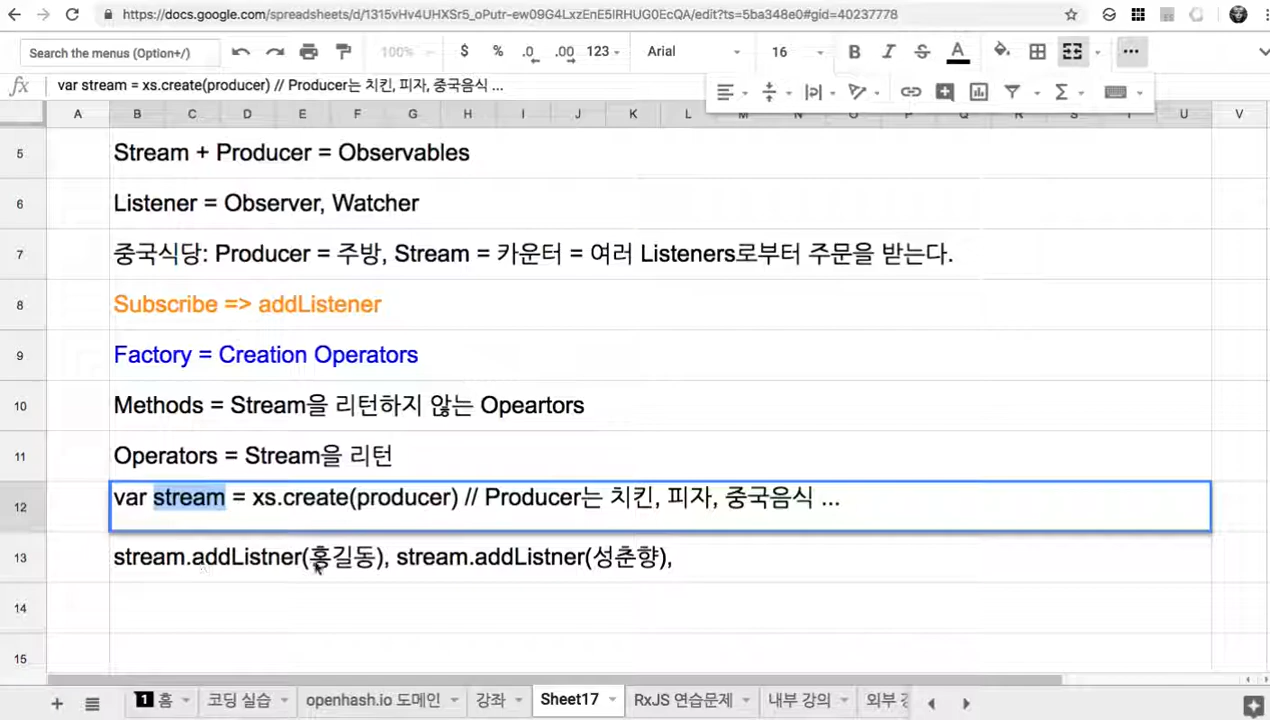 https://docs.google.com/spreadsheets/d/1315vHv4UHXSr5_oPutr-ew09G4LxzEnE5IRHUG0EcQA/edit?ts=5ba348e0#gid=40237778
Search the menus (Option+/) 100% $ % .0 .00 123 Arial 16 B I S A
fx var stream = xs.create(producer) // Producer는 치킨, 피자, 중국음식 ...
A B C D E F G H I J K L M N O P Q R S T U V
5 Stream + Producer = Observables
6 Listener = Observer, Watcher
7 중국식당: Producer = 주방, Stream = 카운터 = 여러 Listeners로부터 주문을 받는다.
8 Subscribe => addListener
9 Factory = Creation Operators
10 Methods = Stream을 리턴하지 않는 Opeartors
11 Operators = Stream을 리턴
12 var stream = xs.create(producer) // Producer는 치킨, 피자, 중국음식 ...
13 stream.addListner(홍길동), stream.addListner(성춘향),
14
15
1 홈 코딩 실습 openhash.io 도메인 강좌 Sheet17 RxJS 연습문제 내부 강의 외부